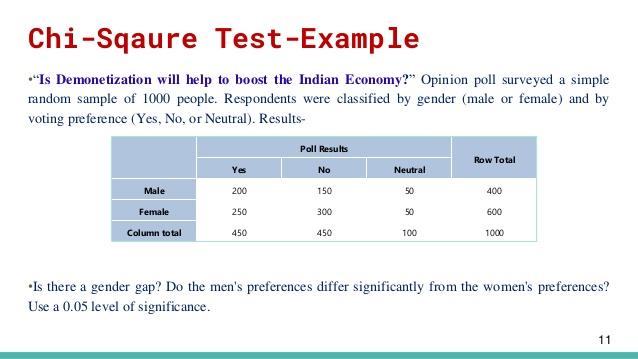 Chi-Sqaure Test-Example
•“Is Demonetization will help to boost the Indian Economy?” Opinion poll surveyed a simple
random sample of 1000 people. Respondents were classified by gender (male or female) and by
voting preference (Yes, No, or Neutral). Results-
Poll Results
Row Total
Yes No Neutral
Male 200 150 50 400
Female 250 300 50 600
Column total 450 450 100 1000
•Is there a gender gap? Do the men's preferences differ significantly from the women's preferences?
Use a 0.05 level of significance.
11